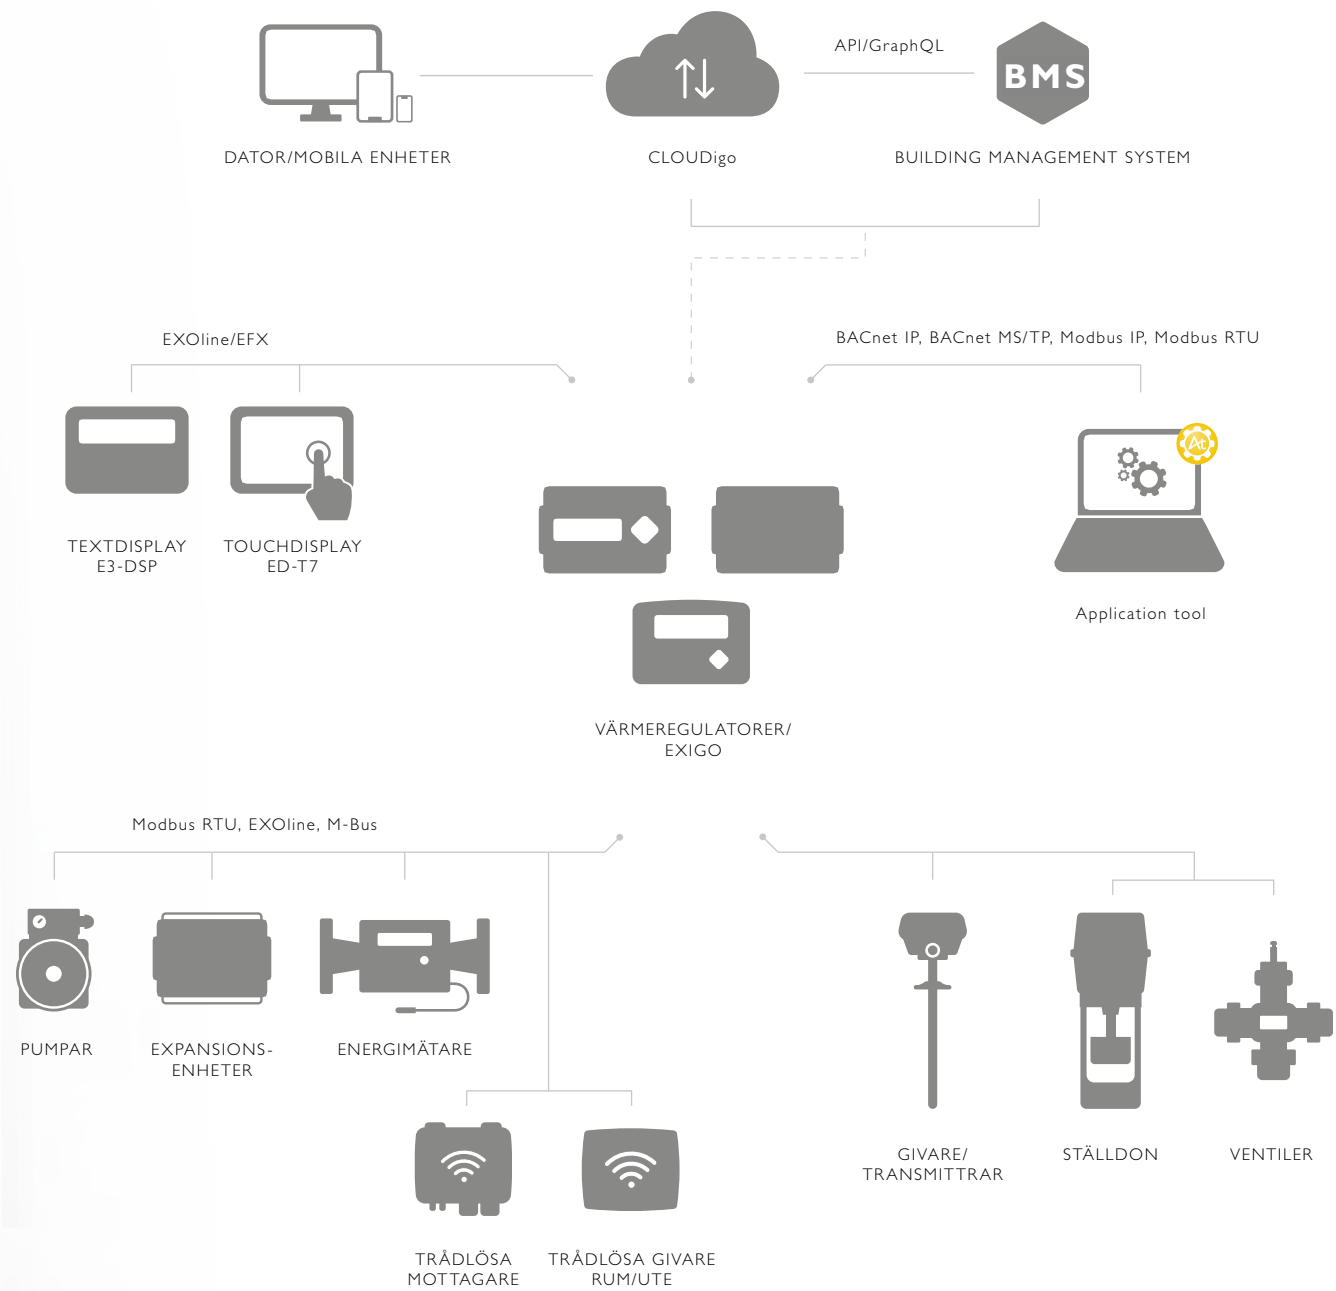 API/GraphQL
BMS
DATOR/MOBILA ENHETER
CLOUDigo
BUILDING MANAGEMENT SYSTEM
EXOline/EFX
BACnet IP, BACnet MS/TP, Modbus IP, Modbus RTU
At
TEXTDISPLAY
E3-DSP
TOUCHDISPLAY
ED-T7
Application tool
VÄRMEREGULATORER/
EXIGO
Modbus RTU, EXOline, M-Bus
PUMPAR
EXPANSIONS-
ENHETER
ENERGIMÄTARE
GIVARE/
TRANSMITTRAR
STÄLLDON
VENTILER
TRÅDLÖSA
MOTTAGARE
TRÅDLÖSA GIVARE
RUM/UTE